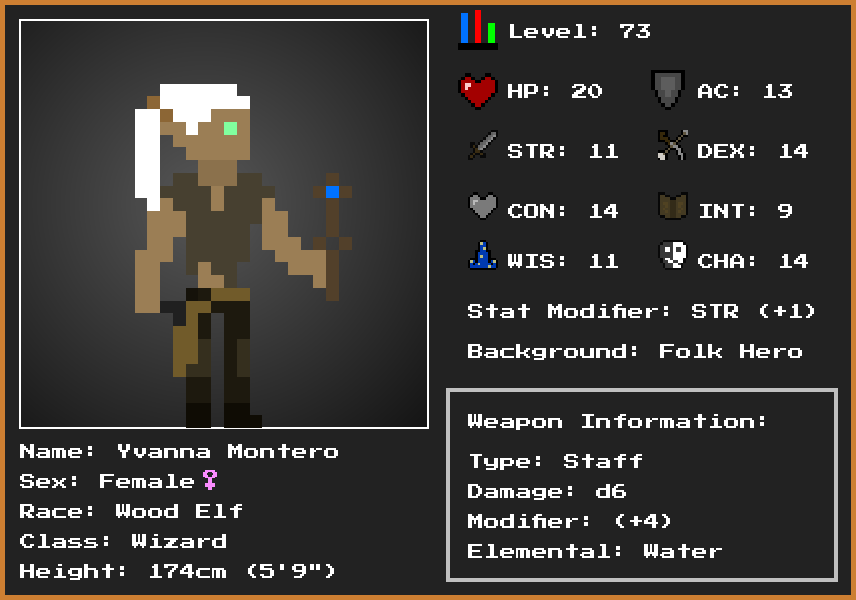 Level: 73
HP: 20 AC: 13
STR: 11 DEX: 14
CON: 14 INT: 9
WIS: 11 CHA: 14
Stat Modifier: STR (+1)
Background: Folk Hero
Weapon Information:
Type: Staff
Damage: d6
Modifier: (+4)
Elemental: Water
Name: Yvanna Montero
Sex: Female♀
Race: Wood Elf
Class: Wizard
Height: 174cm (5'9")